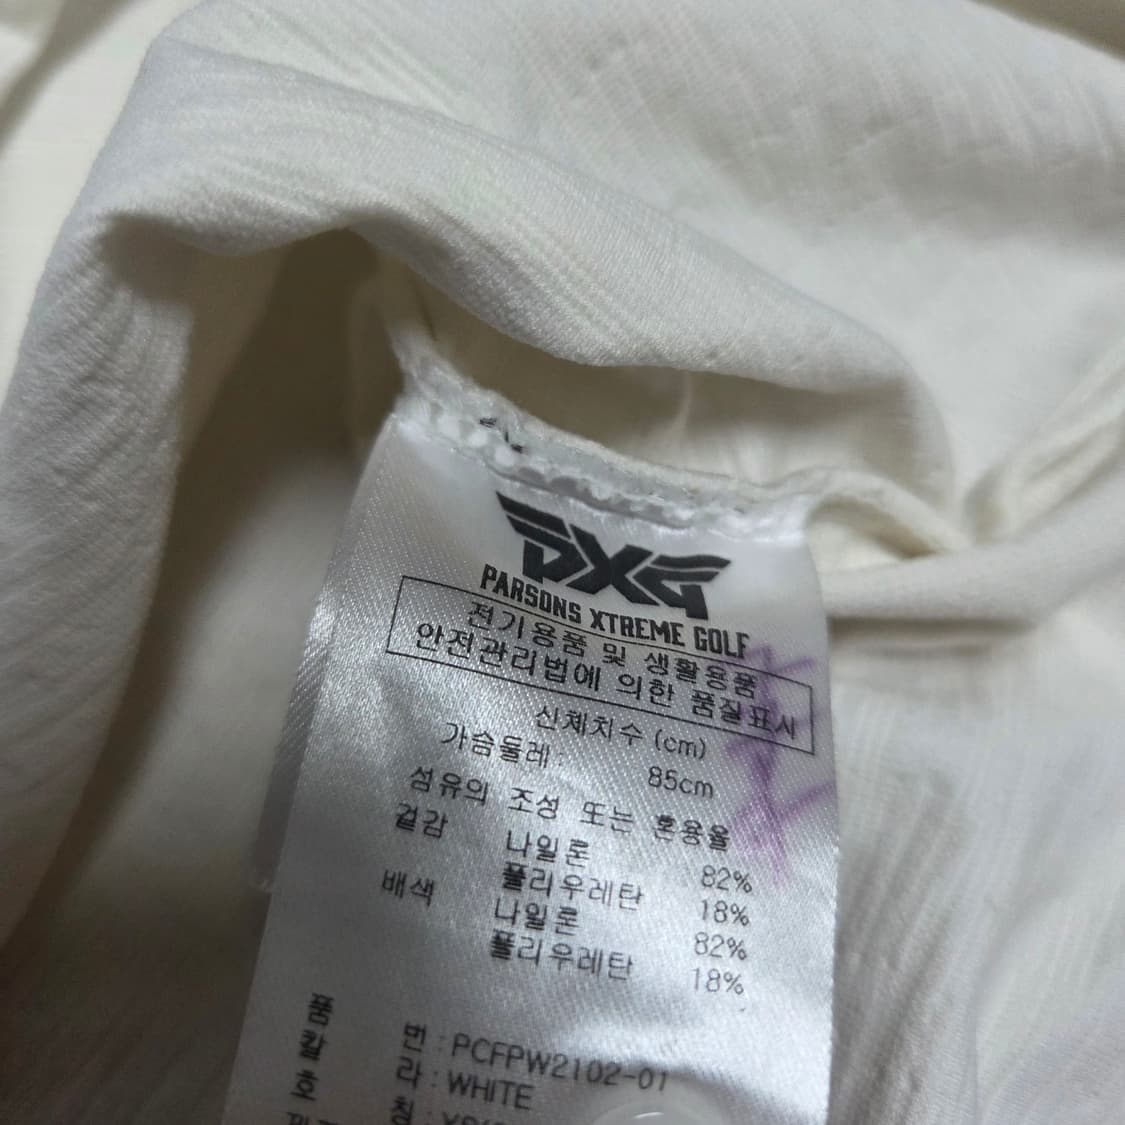 PXG
PARSONS XTREME GOLF
전기용품 및 생활용품
안전관리법에 의한 품질표시
신체치수 (cm)
가슴둘레: 85cm
섬유의 조성 또는 혼용율
겉감 나일론 82%
폴리우레탄 18%
배색 나일론 82%
폴리우레탄 18%
품 면 : PCFPW2102-01
칼 라 : WHITE
호 칭 :